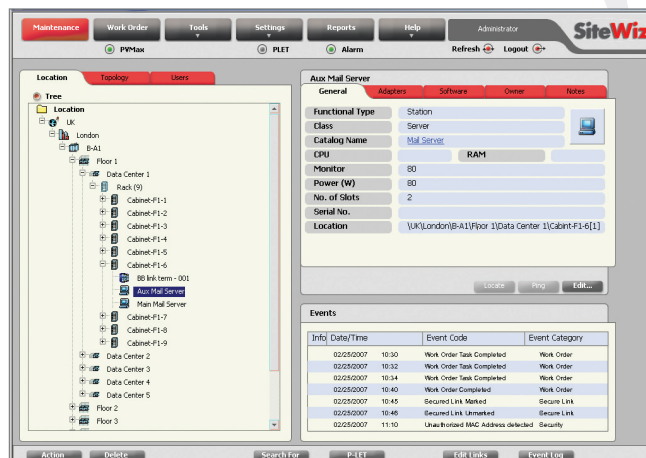 Maintenance Work Order Tools Settings Reports Help Administrator SiteWiz
PVMax PLET Alarm Refresh Logout
Location Topology Users
Tree
Location
UK
London
B-A1
Floor 1
Data Center 1
Rack (9)
Cabinet-F1-1
Cabinet-F1-2
Cabinet-F1-3
Cabinet-F1-4
Cabinet-F1-5
Cabinet-F1-6
BB link term - 001
Aux Mail Server
Main Mail Server
Cabinet-F1-7
Cabinet-F1-8
Cabinet-F1-9
Data Center 2
Data Center 3
Data Center 4
Data Center 5
Floor 2
Floor 3
Aux Mail Server
General Adapters Software Owner Notes
Functional Type Station
Class Server
Catalog Name Mail Server
CPU RAM
Monitor 80
Power (W) 80
No. of Slots 2
Serial No.
Location \UK\London\B-A1\Floor 1\Data Center 1\Cabint-F1-6[1]
Locate Ping Edit...
Events
Info Date/Time Event Code Event Category
02/25/2007 10:30 Work Order Task Completed Work Order
02/25/2007 10:32 Work Order Task Completed Work Order
02/25/2007 10:34 Work Order Task Completed Work Order
02/25/2007 10:40 Work Order Completed Work Order
02/25/2007 10:45 Secured Link Marked Secure Link
02/25/2007 10:46 Secured Link Unmarked Secure Link
02/25/2007 11:10 Unauthorized MAC Address detected Security
Action Delete Search For P-LET Edit Links Event Log